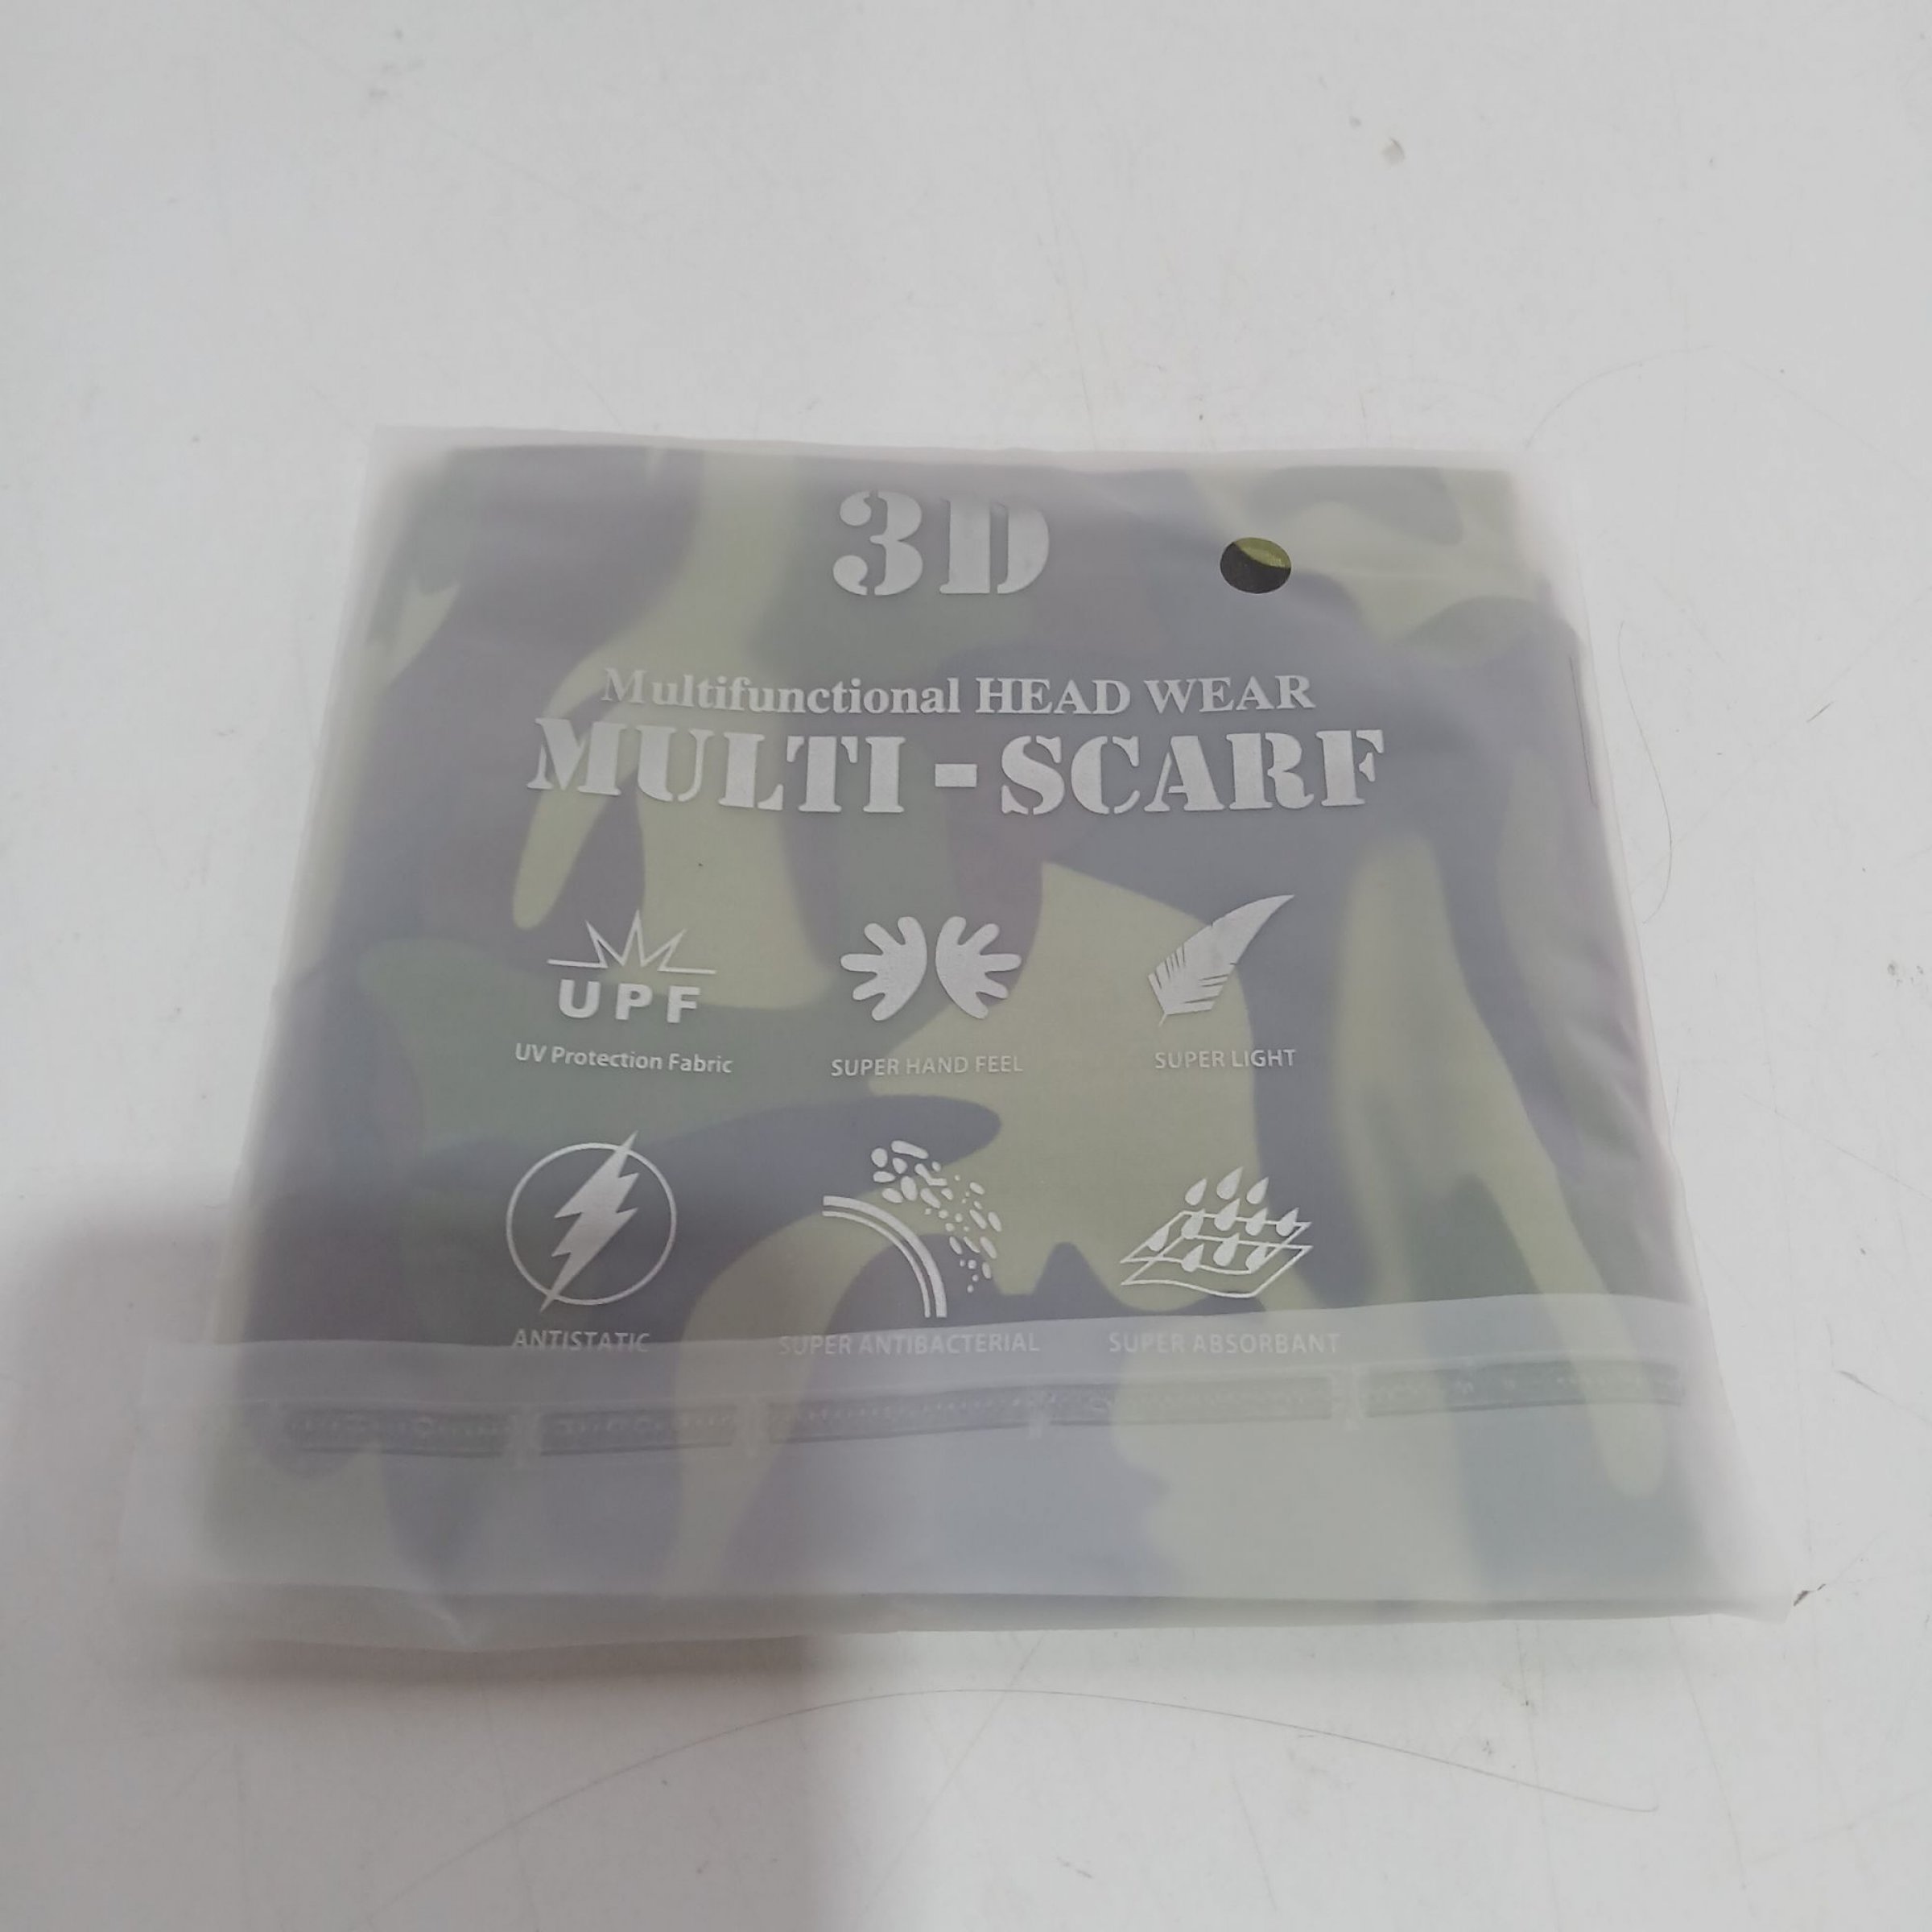 3D
Multifunctional HEAD WEAR
MULTI-SCARF
UPF
UV Protection Fabric
SUPER HAND FEEL
SUPER LIGHT
ANTISTATIC
SUPER ANTIBACTERIAL
SUPER ABSORBANT